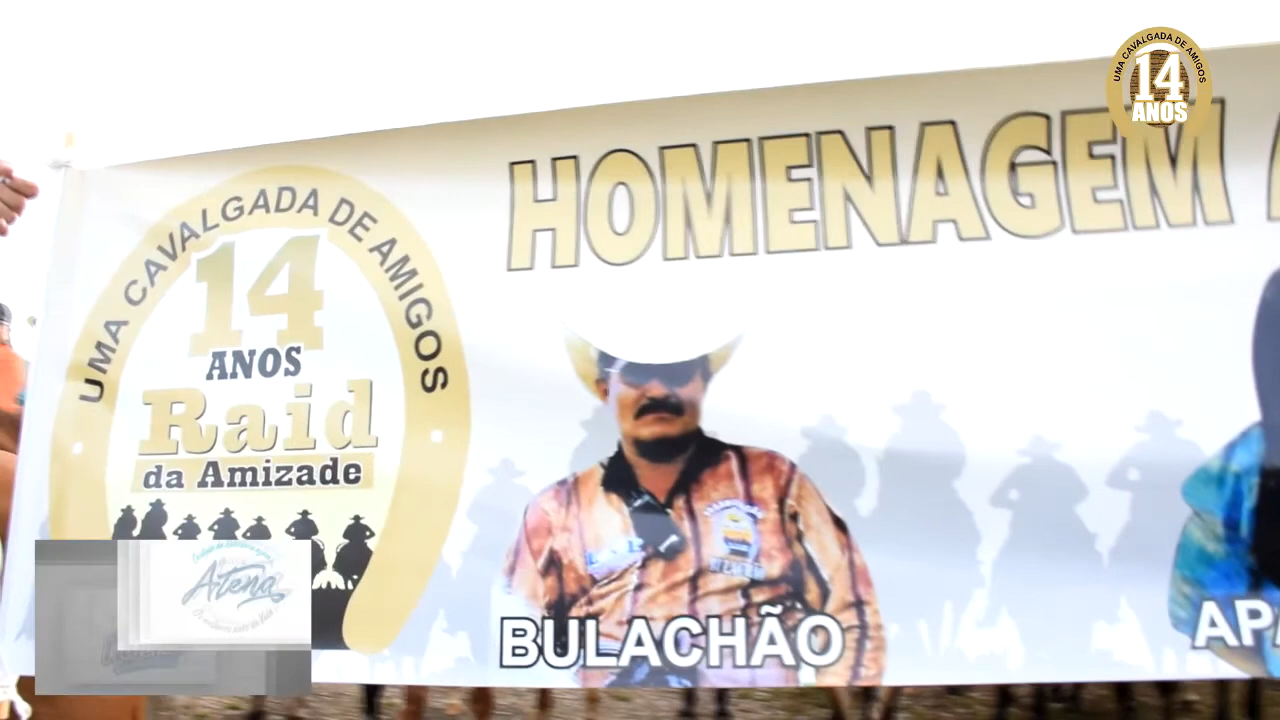 UMA CAVALGADA DE AMIGOS
14
ANOS
HOMENAGEM
UMA CAVALGADA DE AMIGOS
14
ANOS
Raid
da Amizade
Atena
BULACHÃO